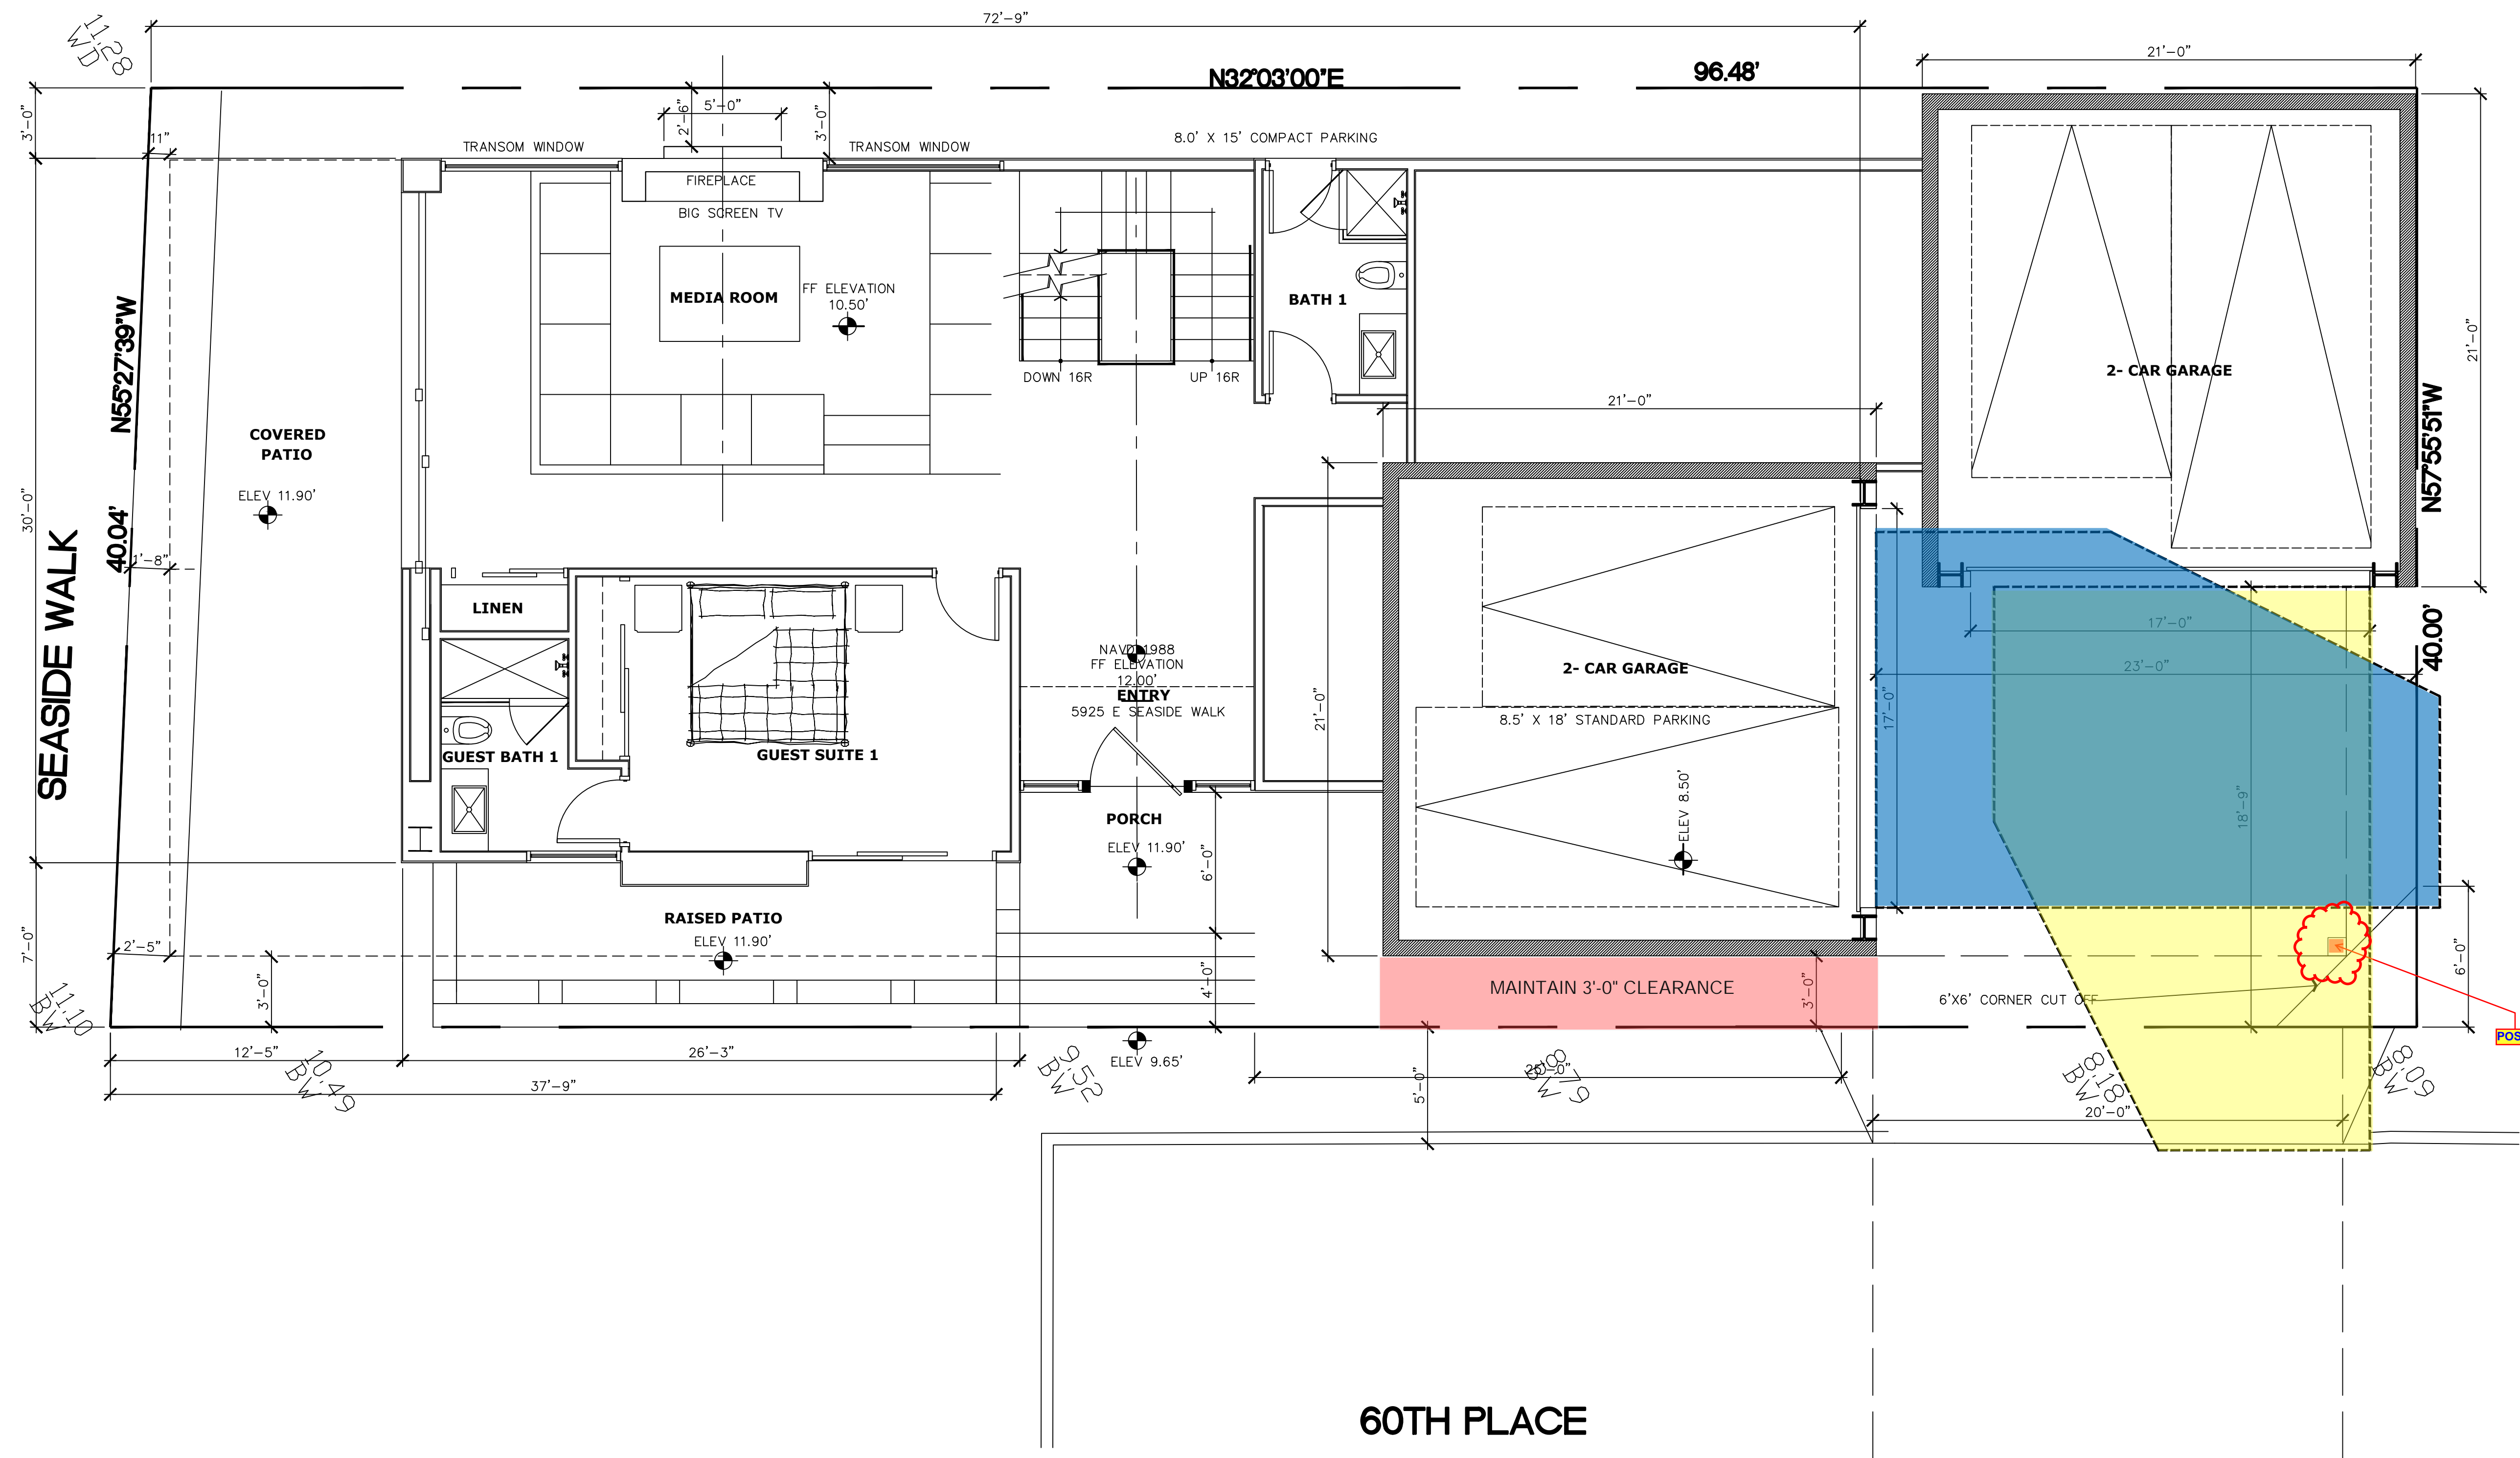 72'-9"
21'-0"
11.28
WD
N32°03'00"E
96.48'
3'-0"
11"
2'-6"
5'-0"
3'-0"
TRANSOM WINDOW
TRANSOM WINDOW
8.0' X 15' COMPACT PARKING
FIREPLACE
BIG SCREEN TV
MEDIA ROOM
FF ELEVATION
10.50'
BATH 1
DOWN 16R
UP 16R
21'-0"
2- CAR GARAGE
21'-0"
N55°27'39"W
N57°55'51"W
COVERED
PATIO
ELEV 11.90'
30'-0"
40.04'
1'-8"
SEASIDE WALK
LINEN
NAVD 1988
FF ELEVATION
12.00'
ENTRY
5925 E SEASIDE WALK
2- CAR GARAGE
8.5' X 18' STANDARD PARKING
21'-0"
17'-0"
17'-0"
23'-0"
40.00'
GUEST BATH 1
GUEST SUITE 1
PORCH
ELEV 11.90'
ELEV 8.50'
18'-9"
6'-0"
RAISED PATIO
ELEV 11.90'
7'-0"
2'-5"
3'-0"
4'-0"
MAINTAIN 3'-0" CLEARANCE
3'-0"
6'X6' CORNER CUT OFF
6'-0"
POS
11.10
BW
12'-5"
26'-3"
37'-9"
10.49
BW
9.52
BW
ELEV 9.65'
25'-0"
8.79
BW
5'-0"
8.18
BW
20'-0"
8.09
BW
60TH PLACE